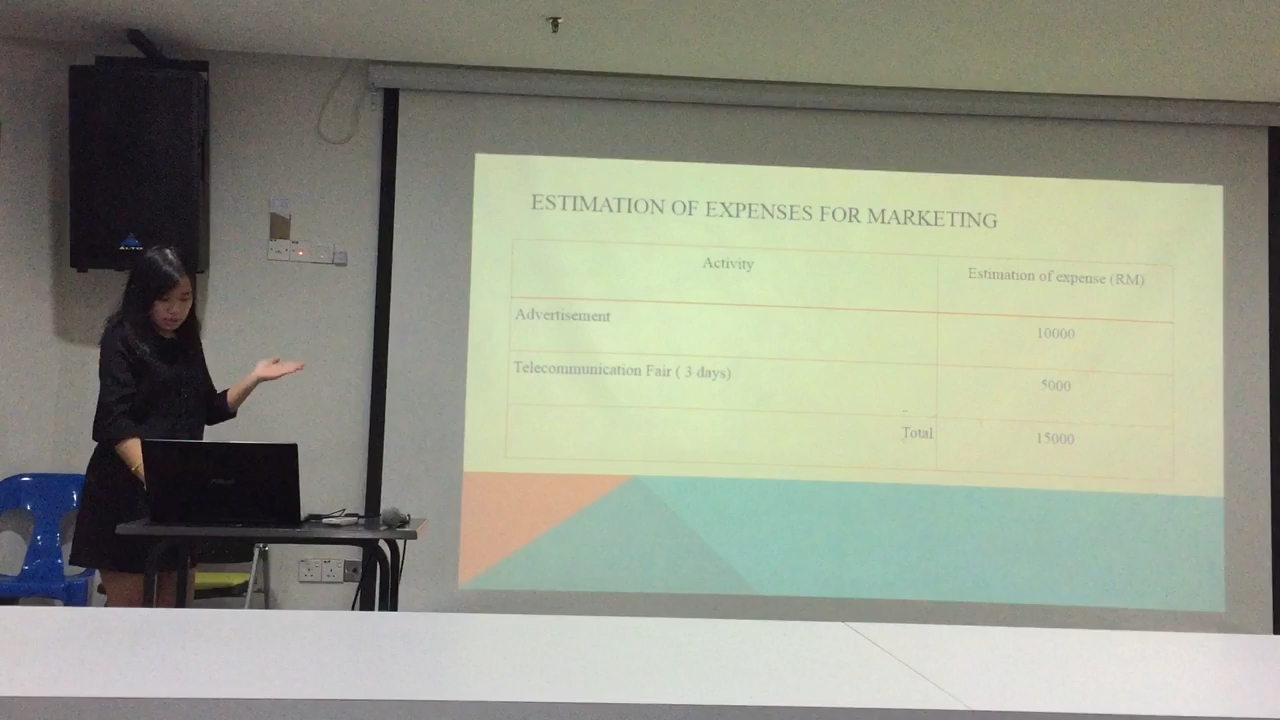 ALTO
ESTIMATION OF EXPENSES FOR MARKETING
Activity
Estimation of expense (RM)
Advertisement
10000
Telecommunication Fair ( 3 days)
5000
Total
15000